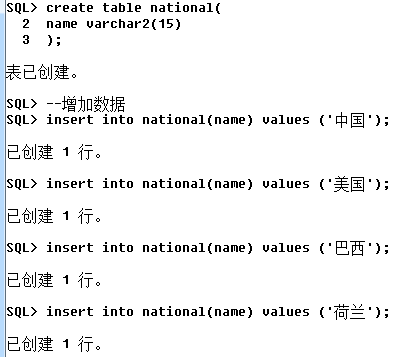 SQL> create table national(
2 name varchar2(15)
3 );
表已创建。
SQL> --增加数据
SQL> insert into national(name) values ('中国');
已创建 1 行。
SQL> insert into national(name) values ('美国');
已创建 1 行。
SQL> insert into national(name) values ('巴西');
已创建 1 行。
SQL> insert into national(name) values ('荷兰');
已创建 1 行。